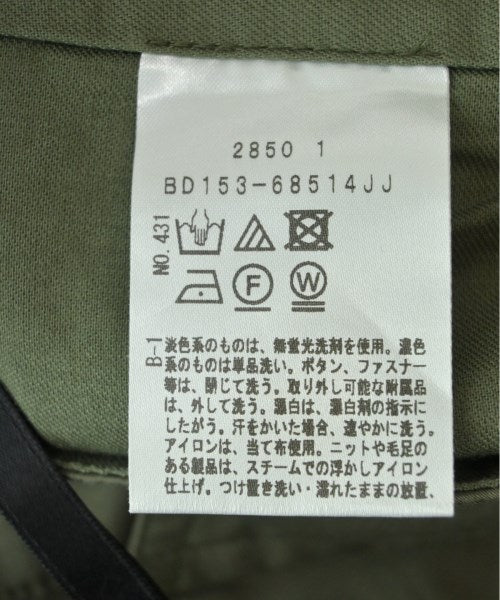 2850 1
BD153-68514JJ
NO. 431
F
W
B-1
淡色系のものは、無蛍光洗剤を使用。濃色
系のものは単品洗い。ボタン、ファスナー
等は、閉じて洗う。取り外し可能な附属品
は、外して洗う。漂白は、漂白剤の指示に
したがう。汗をかいた場合、速やかに洗う。
アイロンは、当て布使用。ニットや毛足の
ある製品は、スチームでの浮かしアイロン
仕上げ。つけ置き洗い・濡れたままの放置、